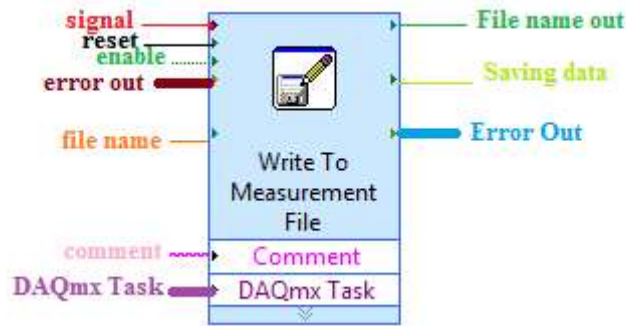 signal
reset
enable
error out
file name
comment
DAQmx Task
Write To
Measurement
File
Comment
DAQmx Task
File name out
Saving data
Error Out